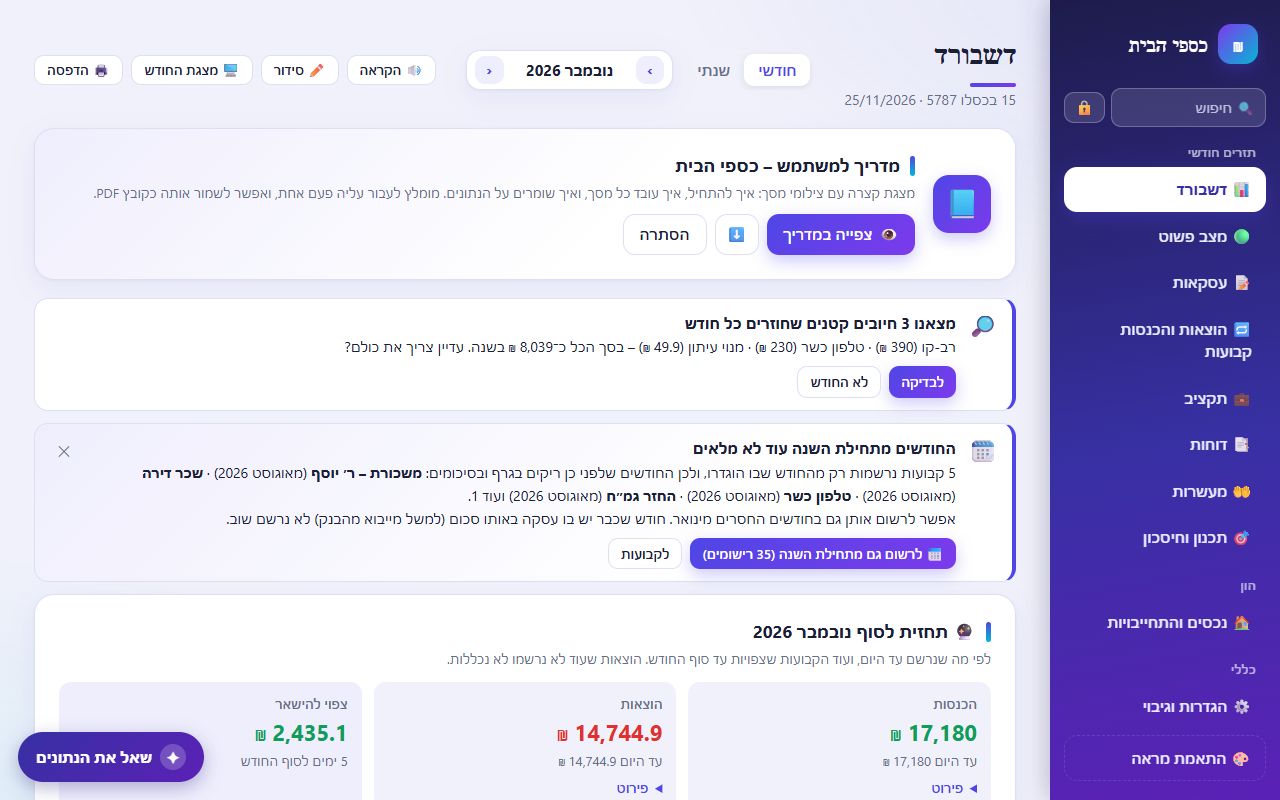 כספי הבית
חיפוש
תזרים חודשי
דשבורד
מצב פשוט
עסקאות
הוצאות והכנסות
קבועות
תקציב
דוחות
מעשרות
תכנון וחיסכון
הון
נכסים והתחייבויות
כללי
הגדרות וגיבוי
התאמת מראה
דשבורד
15 בכסלו 5787 · 25/11/2026
חודשי
שנתי
› נובמבר 2026 ‹
הקראה
סידור
מצגת החודש
הדפסה
מדריך למשתמש – כספי הבית
מצגת קצרה עם צילומי מסך: איך להתחיל, איך עובד כל מסך, ואיך שומרים על הנתונים. מומלץ לעבור עליה פעם אחת, ואפשר לשמור אותה כקובץ PDF.
צפייה במדריך
הסתרה
מצאנו 3 חיובים קטנים שחוזרים כל חודש
רב-קו (390 ₪) · טלפון כשר (230 ₪) · מנוי עיתון (49.9 ₪) – בסך הכל כ־8,039 ₪ בשנה. עדיין צריך את כולם?
לבדיקה
לא החודש
החודשים מתחילת השנה עוד לא מלאים
5 קבועות נרשמות רק מהחודש שבו הוגדרו, ולכן החודשים שלפני כן ריקים בגרף ובסיכומים: משכורת – ר׳ יוסף (מאוגוסט 2026) · שכר דירה
(מאוגוסט 2026) · טלפון כשר (מאוגוסט 2026) · החזר גמ״ח (מאוגוסט 2026) ועוד 1.
אפשר לרשום אותן גם בחודשים החסרים מינואר. חודש שכבר יש בו עסקה באותו סכום (למשל מייבוא מהבנק) לא נרשם שוב.
לרשום גם מתחילת השנה (35 רישומים)
לקבועות
תחזית לסוף נובמבר 2026
לפי מה שנרשם עד היום, ועוד הקבועות שצפויות עד סוף החודש. הוצאות שעוד לא נרשמו לא נכללות.
הכנסות
17,180 ₪
עד היום 17,180 ₪
פירוט
הוצאות
14,744.9 ₪
עד היום 14,744.9 ₪
פירוט
צפוי להישאר
2,435.1 ₪
5 ימים לסוף החודש
שאל את הנתונים